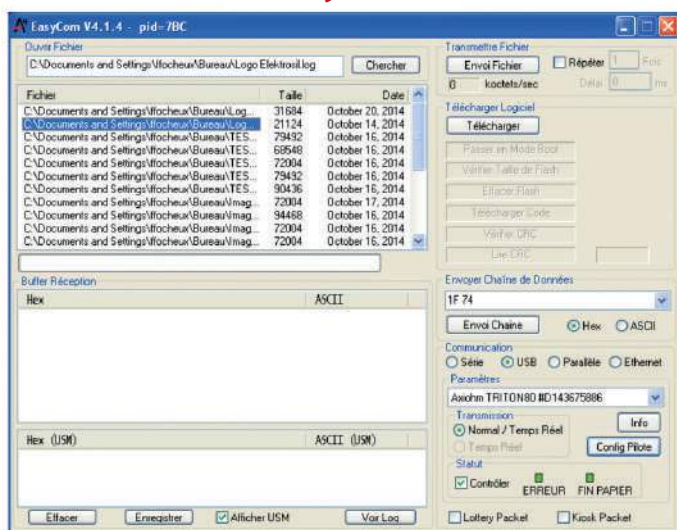 EasyCom V4.1.4 - pid=7BC
Ouvrir Fichier
C:\Documents and Settings\lfocheux\Bureau\Logo Elektrosil.log
Chercher
Fichier Taille Date
C:\Documents and Settings\lfocheux\Bureau\Log... 31684 October 20, 2014
C:\Documents and Settings\lfocheux\Bureau\Log... 21124 October 14, 2014
C:\Documents and Settings\lfocheux\Bureau\TES... 79492 October 16, 2014
C:\Documents and Settings\lfocheux\Bureau\TES... 68548 October 16, 2014
C:\Documents and Settings\lfocheux\Bureau\TES... 72004 October 16, 2014
C:\Documents and Settings\lfocheux\Bureau\TES... 79492 October 16, 2014
C:\Documents and Settings\lfocheux\Bureau\TES... 90436 October 16, 2014
C:\Documents and Settings\lfocheux\Bureau\Imag... 72004 October 17, 2014
C:\Documents and Settings\lfocheux\Bureau\Imag... 94468 October 16, 2014
C:\Documents and Settings\lfocheux\Bureau\Imag... 72004 October 16, 2014
C:\Documents and Settings\lfocheux\Bureau\Imag... 72004 October 16, 2014
Buffer Réception
Hex ASCII
Hex (USM) ASCII (USM)
Effacer Enregistrer Afficher USM Voir Log
Transmettre Fichier
Envoi Fichier Répéter 1 Fois
0 koctets/sec Délai 0 ms
Télécharger Logiciel
Télécharger
Passer en Mode Boot
Vérifier Taille de Flash
Effacer Flash
Télécharger Code
Vérifier CRC
Lire CRC
Envoyer Chaîne de Données
1F 74
Envoi Chaine Hex ASCII
Communication
Série USB Parallèle Ethernet
Paramètres
Axiohm TRITON80 #D143675886
Transmission
Info
Normal / Temps Réel
Temps Réel
Config Pilote
Statut
Contrôler ERREUR FIN PAPIER
Lottery Packet Kiosk Packet